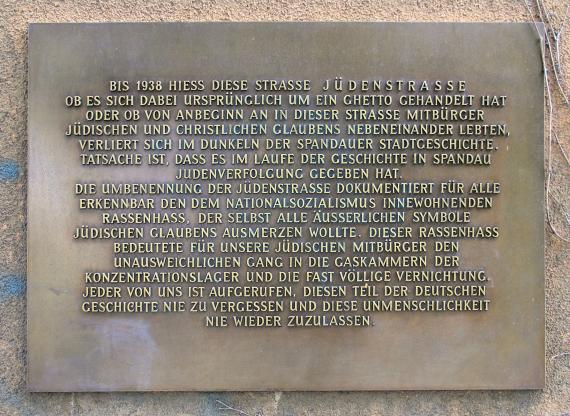 BIS 1938 HIESS DIESE STRASSE JÜDENSTRASSE
OB ES SICH DABEI URSPRÜNGLICH UM EIN GHETTO GEHANDELT HAT
ODER OB VON ANBEGINN AN IN DIESER STRASSE MITBÜRGER
JÜDISCHEN UND CHRISTLICHEN GLAUBENS NEBENEINANDER LEBTEN,
VERLIERT SICH IM DUNKELN DER SPANDAUER STADTGESCHICHTE.
TATSACHE IST, DASS ES IM LAUFE DER GESCHICHTE IN SPANDAU
JUDENVERFOLGUNG GEGEBEN HAT.
DIE UMBENENNUNG DER JÜDENSTRASSE DOKUMENTIERT FÜR ALLE
ERKENNBAR DEN DEM NATIONALSOZIALISMUS INNEWOHNENDEN
RASSENHASS, DER SELBST ALLE ÄUSSERLICHEN SYMBOLE
JÜDISCHEN GLAUBENS AUSMERZEN WOLLTE. DIESER RASSENHASS
BEDEUTETE FÜR UNSERE JÜDISCHEN MITBÜRGER DEN
UNAUSWEICHLICHEN GANG IN DIE GASKAMMERN DER
KONZENTRATIONSLAGER UND DIE FAST VÖLLIGE VERNICHTUNG.
JEDER VON UNS IST AUFGERUFEN, DIESEN TEIL DER DEUTSCHEN
GESCHICHTE NIE ZU VERGESSEN UND DIESE UNMENSCHLICHKEIT
NIE WIEDER ZUZULASSEN.